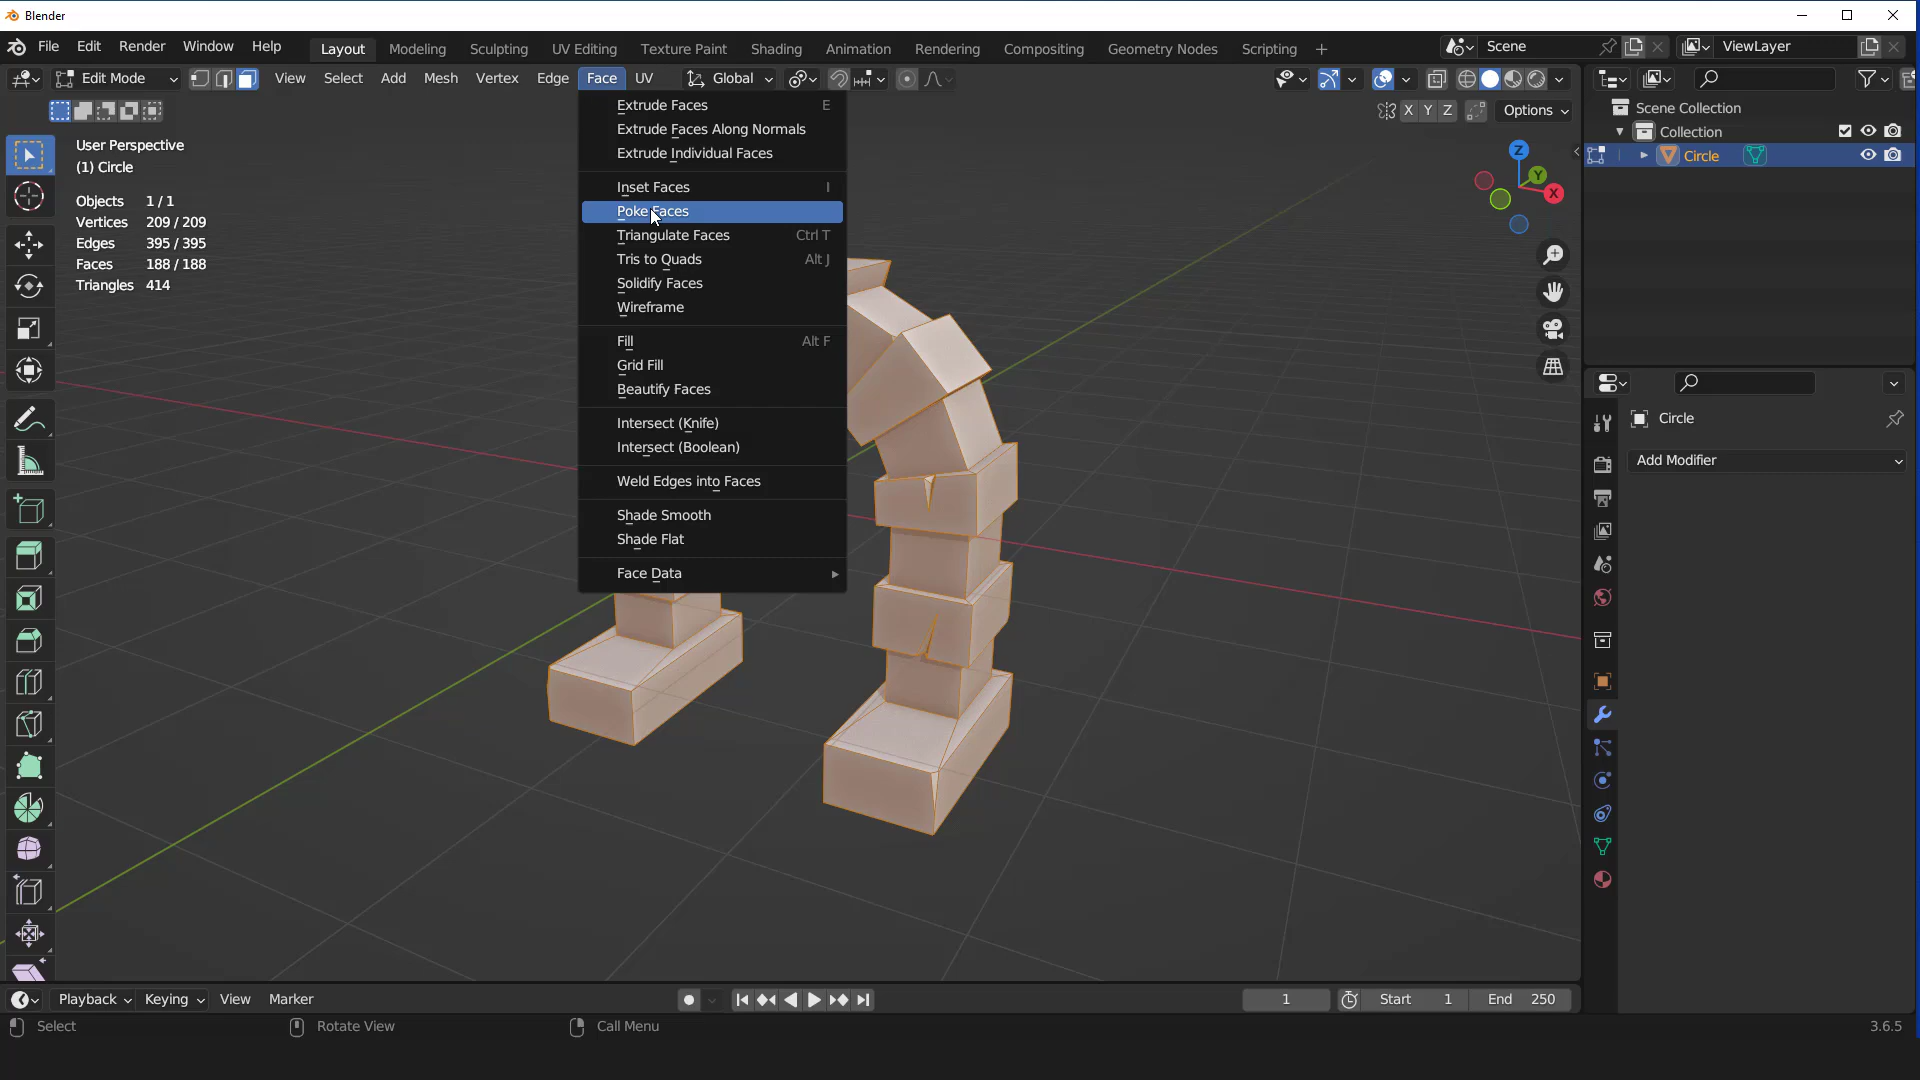 Blender
File Edit Render Window Help
Layout Modeling Sculpting UV Editing Texture Paint Shading Animation Rendering Compositing Geometry Nodes Scripting +
Scene
ViewLayer
Edit Mode View Select Add Mesh Vertex Edge Face UV Global
X Y Z Options
User Perspective
(1) Circle
Objects 1 / 1
Vertices 209 / 209
Edges 395 / 395
Faces 188 / 188
Triangles 414
Extrude Faces E
Extrude Faces Along Normals
Extrude Individual Faces
Inset Faces I
Poke Faces
Triangulate Faces Ctrl T
Tris to Quads Alt J
Solidify Faces
Wireframe
Fill Alt F
Grid Fill
Beautify Faces
Intersect (Knife)
Intersect (Boolean)
Weld Edges into Faces
Shade Smooth
Shade Flat
Face Data
Z
Y
X
Scene Collection
Collection
Circle
Circle
Add Modifier
Playback Keying View Marker
1 Start 1 End 250
Select Rotate View Call Menu 3.6.5